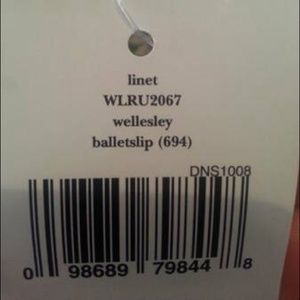 linet
WLRU2067
wellesley
balletslip (694)
DNS1008
0 98689 79844 8